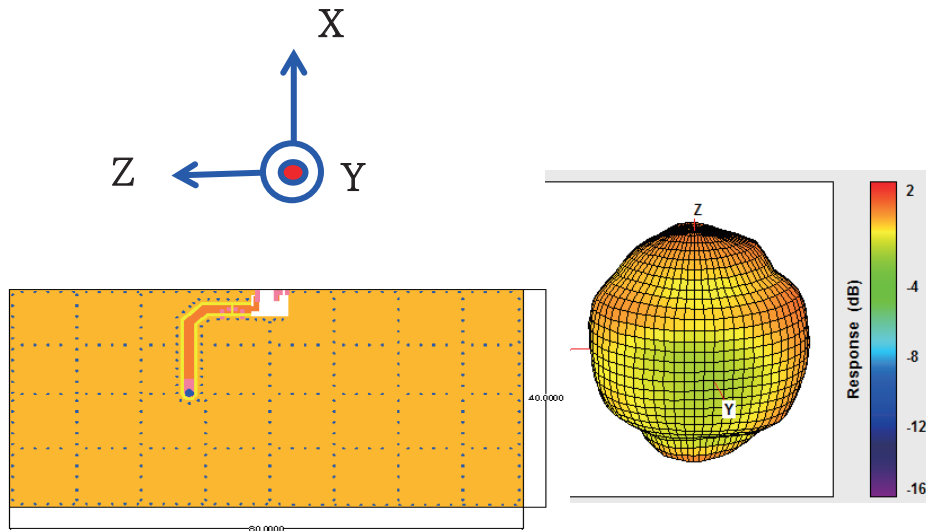 X
Z
Y
40.0000
80.0000
Z
Y
Response (dB)
2
-4
-8
-12
-16